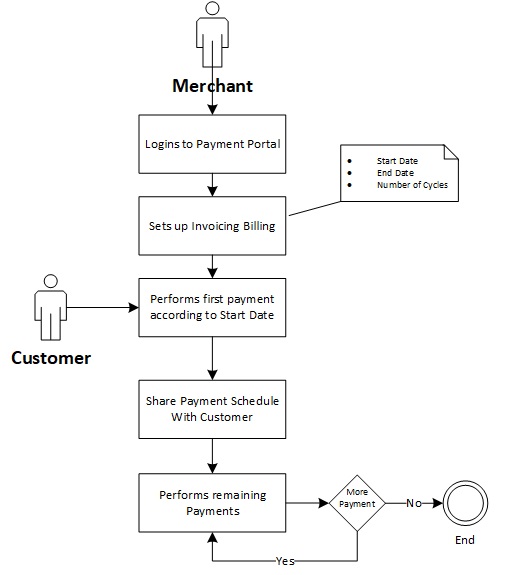 Merchant
Logins to Payment Portal
• Start Date
• End Date
• Number of Cycles
Sets up Invoicing Billing
Performs first payment
according to Start Date
Customer
Share Payment Schedule
With Customer
Performs remaining
Payments
More
Payment
No
End
Yes